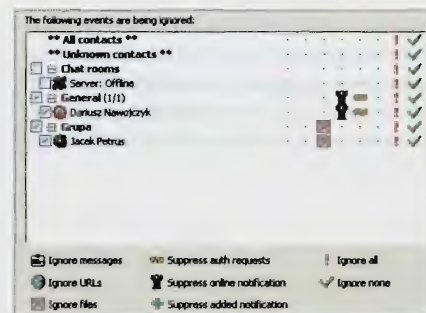 The following events are being ignored:
** All contacts **
** Unknown contacts **
Chat rooms
Server: Offline
General (1/1)
Dariusz Nawojczyk
Grupa
Jacek Petrus
Ignore messages Suppress auth requests Ignore all
Ignore URLs Suppress online notification Ignore none
Ignore files Suppress added notification